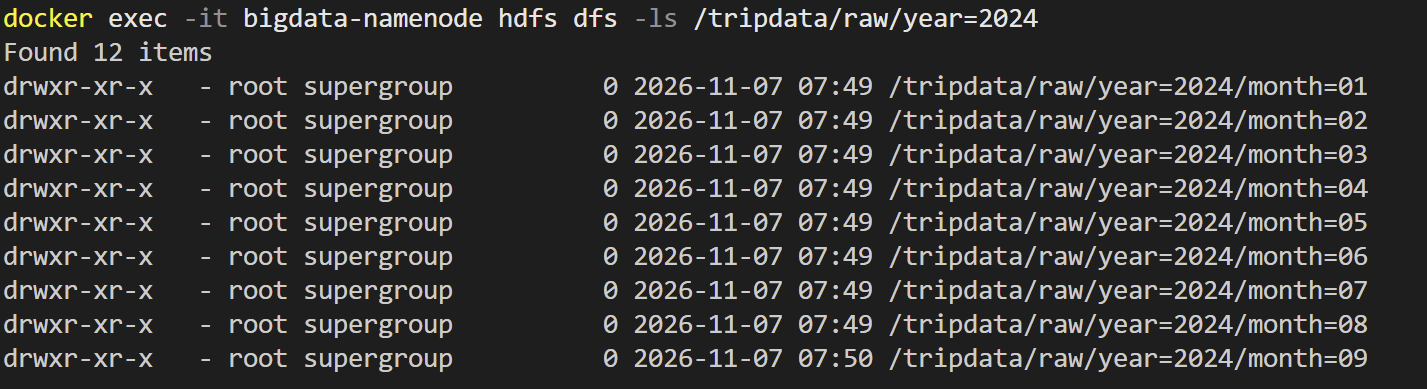 docker exec -it bigdata-namenode hdfs dfs -ls /tripdata/raw/year=2024
Found 12 items
drwxr-xr-x   - root supergroup          0 2026-11-07 07:49 /tripdata/raw/year=2024/month=01
drwxr-xr-x   - root supergroup          0 2026-11-07 07:49 /tripdata/raw/year=2024/month=02
drwxr-xr-x   - root supergroup          0 2026-11-07 07:49 /tripdata/raw/year=2024/month=03
drwxr-xr-x   - root supergroup          0 2026-11-07 07:49 /tripdata/raw/year=2024/month=04
drwxr-xr-x   - root supergroup          0 2026-11-07 07:49 /tripdata/raw/year=2024/month=05
drwxr-xr-x   - root supergroup          0 2026-11-07 07:49 /tripdata/raw/year=2024/month=06
drwxr-xr-x   - root supergroup          0 2026-11-07 07:49 /tripdata/raw/year=2024/month=07
drwxr-xr-x   - root supergroup          0 2026-11-07 07:49 /tripdata/raw/year=2024/month=08
drwxr-xr-x   - root supergroup          0 2026-11-07 07:50 /tripdata/raw/year=2024/month=09